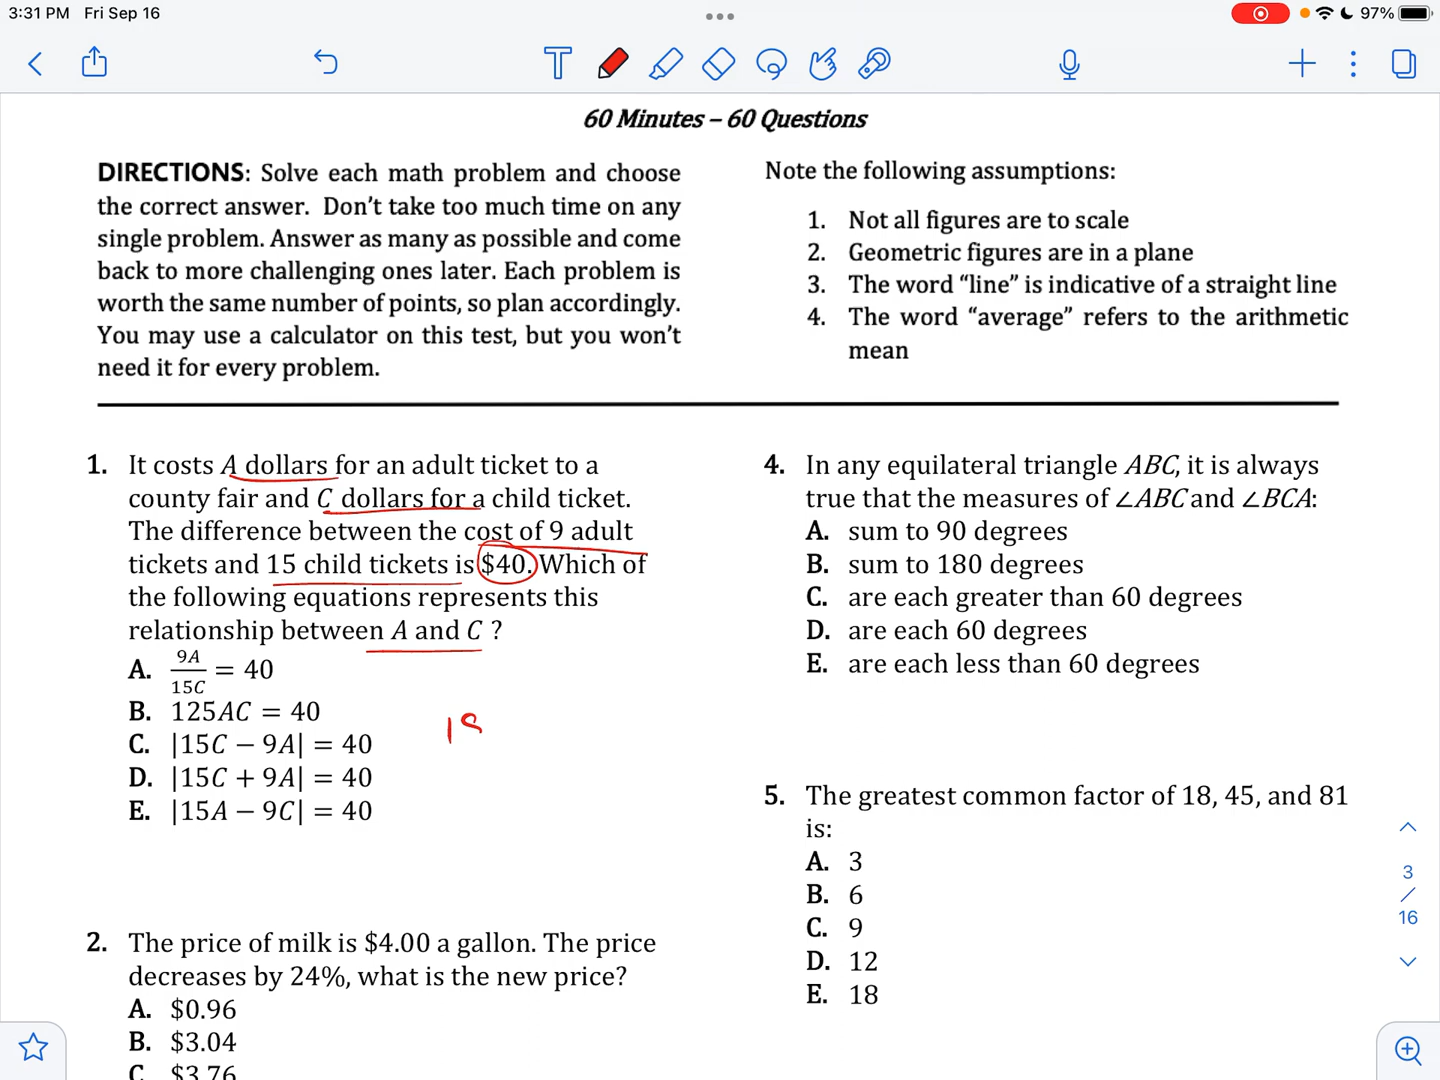 3:31 PM Fri Sep 16
97%
60 Minutes – 60 Questions
DIRECTIONS: Solve each math problem and choose
the correct answer. Don't take too much time on any
single problem. Answer as many as possible and come
back to more challenging ones later. Each problem is
worth the same number of points, so plan accordingly.
You may use a calculator on this test, but you won't
need it for every problem.
Note the following assumptions:
1. Not all figures are to scale
2. Geometric figures are in a plane
3. The word "line" is indicative of a straight line
4. The word "average" refers to the arithmetic
mean
1. It costs A dollars for an adult ticket to a
county fair and C dollars for a child ticket.
The difference between the cost of 9 adult
tickets and 15 child tickets is $40. Which of
the following equations represents this
relationship between A and C ?
A. 9A/15C = 40
B. 125AC = 40
C. |15C − 9A| = 40
D. |15C + 9A| = 40
E. |15A − 9C| = 40
2. The price of milk is $4.00 a gallon. The price
decreases by 24%, what is the new price?
A. $0.96
B. $3.04
C. $3.76
4. In any equilateral triangle ABC, it is always
true that the measures of ∠ABC and ∠BCA:
A. sum to 90 degrees
B. sum to 180 degrees
C. are each greater than 60 degrees
D. are each 60 degrees
E. are each less than 60 degrees
5. The greatest common factor of 18, 45, and 81
is:
A. 3
B. 6
C. 9
D. 12
E. 18
3
/
16